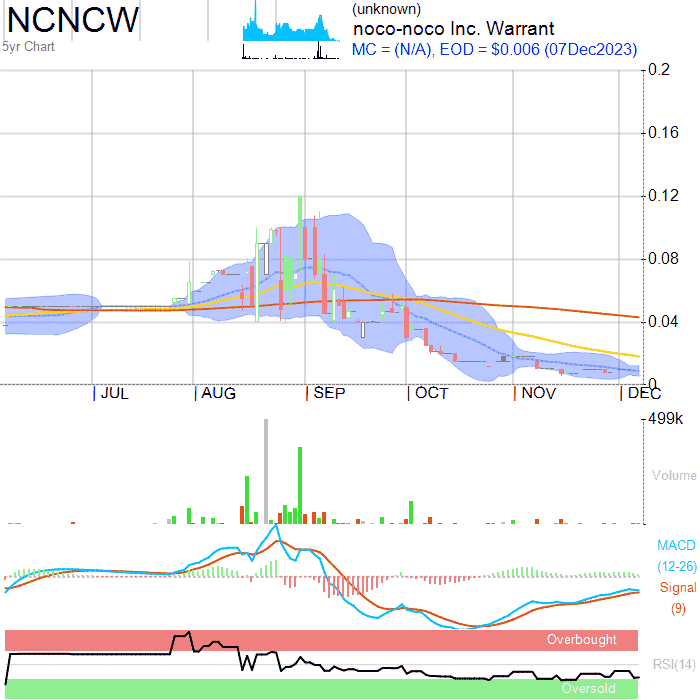 NCNCW
5yr Chart
(unknown)
noco-noco Inc. Warrant
MC = (N/A), EOD = $0.006 (07Dec2023)
0.2
0.16
0.12
0.08
0.04
0
JUL
AUG
SEP
OCT
NOV
DEC
499k
Volume
MACD
(12-26)
Signal
(9)
Overbought
RSI(14)
Oversold